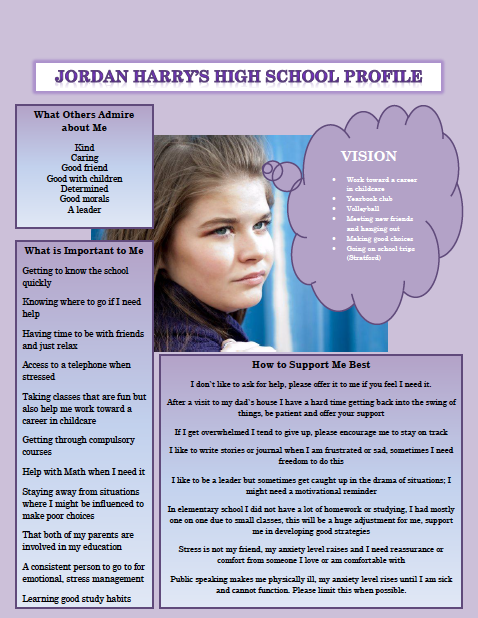 JORDAN HARRY'S HIGH SCHOOL PROFILE
What Others Admire
about Me
Kind
Caring
Good friend
Good with children
Determined
Good morals
A leader
VISION
• Work toward a career
in childcare
• Yearbook club
• Volleyball
• Meeting new friends
and hanging out
• Making good choices
• Going on school trips
(Stratford)
What is Important to Me
Getting to know the school
quickly
Knowing where to go if I need
help
Having time to be with friends
and just relax
Access to a telephone when
stressed
Taking classes that are fun but
also help me work toward a
career in childcare
Getting through compulsory
courses
Help with Math when I need it
Staying away from situations
where I might be influenced to
make poor choices
That both of my parents are
involved in my education
A consistent person to go to for
emotional, stress management
Learning good study habits
How to Support Me Best
I don't like to ask for help, please offer it to me if you feel I need it.
After a visit to my dad's house I have a hard time getting back into the swing of
things, be patient and offer your support
If I get overwhelmed I tend to give up, please encourage me to stay on track
I like to write stories or journal when I am frustrated or sad, sometimes I need
freedom to do this
I like to be a leader but sometimes get caught up in the drama of situations; I
might need a motivational reminder
In elementary school I did not have a lot of homework or studying, I had mostly
one on one due to small classes, this will be a huge adjustment for me, support
me in developing good strategies
Stress is not my friend, my anxiety level raises and I need reassurance or
comfort from someone I love or am comfortable with
Public speaking makes me physically ill, my anxiety level rises until I am sick
and cannot function. Please limit this when possible.